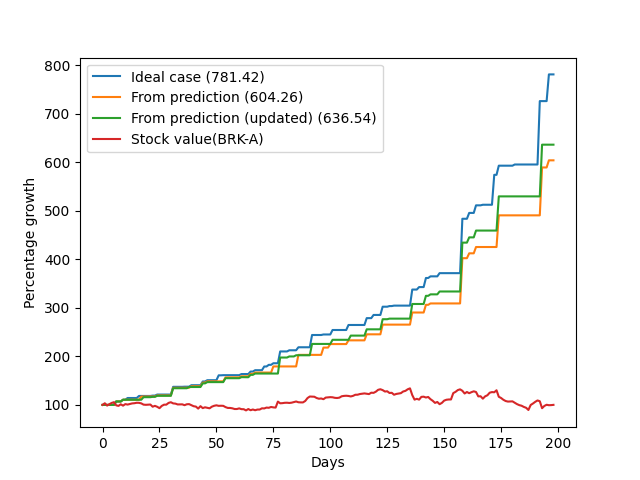 800
700
600
500
400
300
200
100
Percentage growth
Ideal case (781.42)
From prediction (604.26)
From prediction (updated) (636.54)
Stock value(BRK-A)
0 25 50 75 100 125 150 175 200
Days